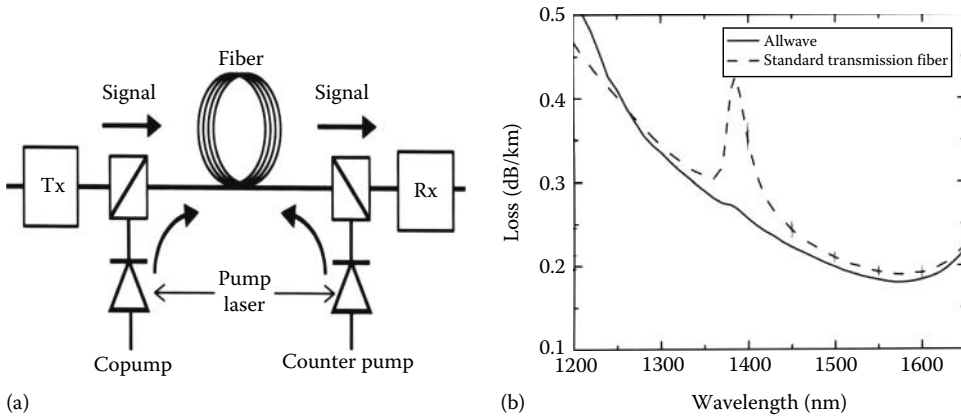 Fiber
Signal
Signal
Tx
Rx
Pump
laser
Copump
Counter pump
(a)
0.5
0.4
0.3
0.2
0.1
Loss (dB/km)
Allwave
Standard transmission fiber
1200
1300
1400
1500
1600
Wavelength (nm)
(b)